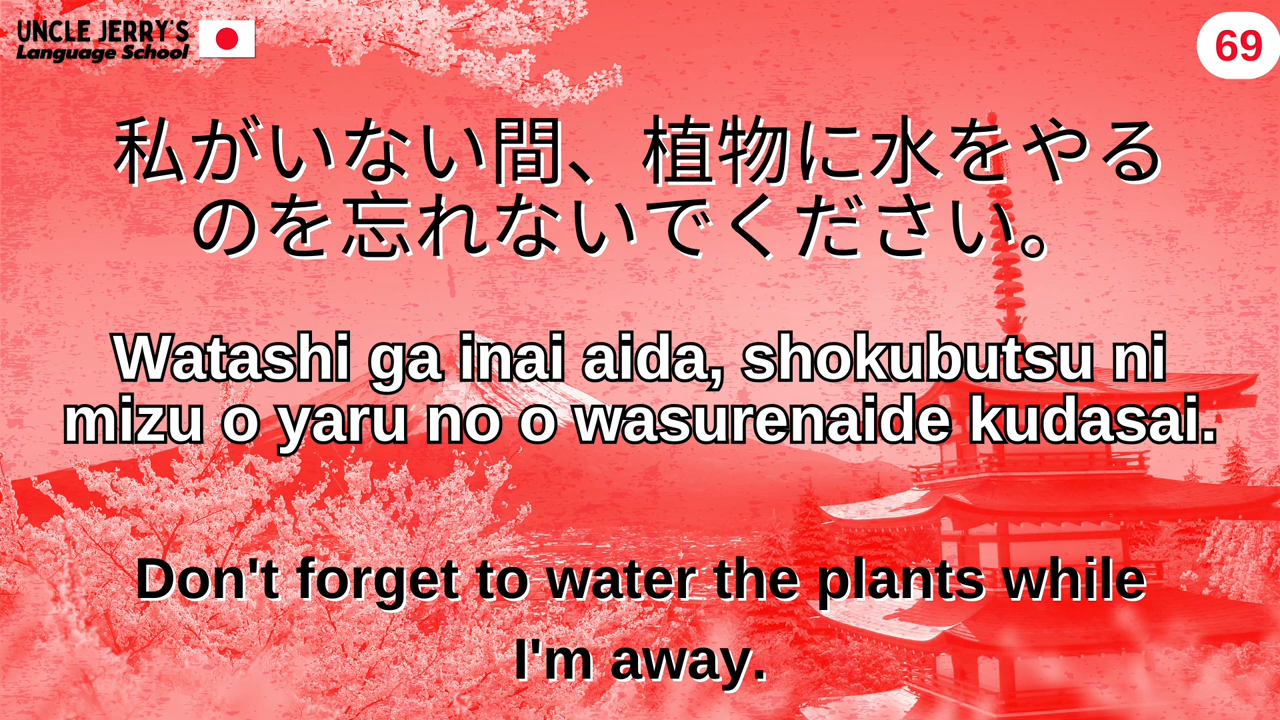 UNCLE JERRY'S
Language School
69
私がいない間、植物に水をやる
のを忘れないでください。
Watashi ga inai aida, shokubutsu ni
mizu o yaru no o wasurenaide kudasai.
Don't forget to water the plants while
I'm away.